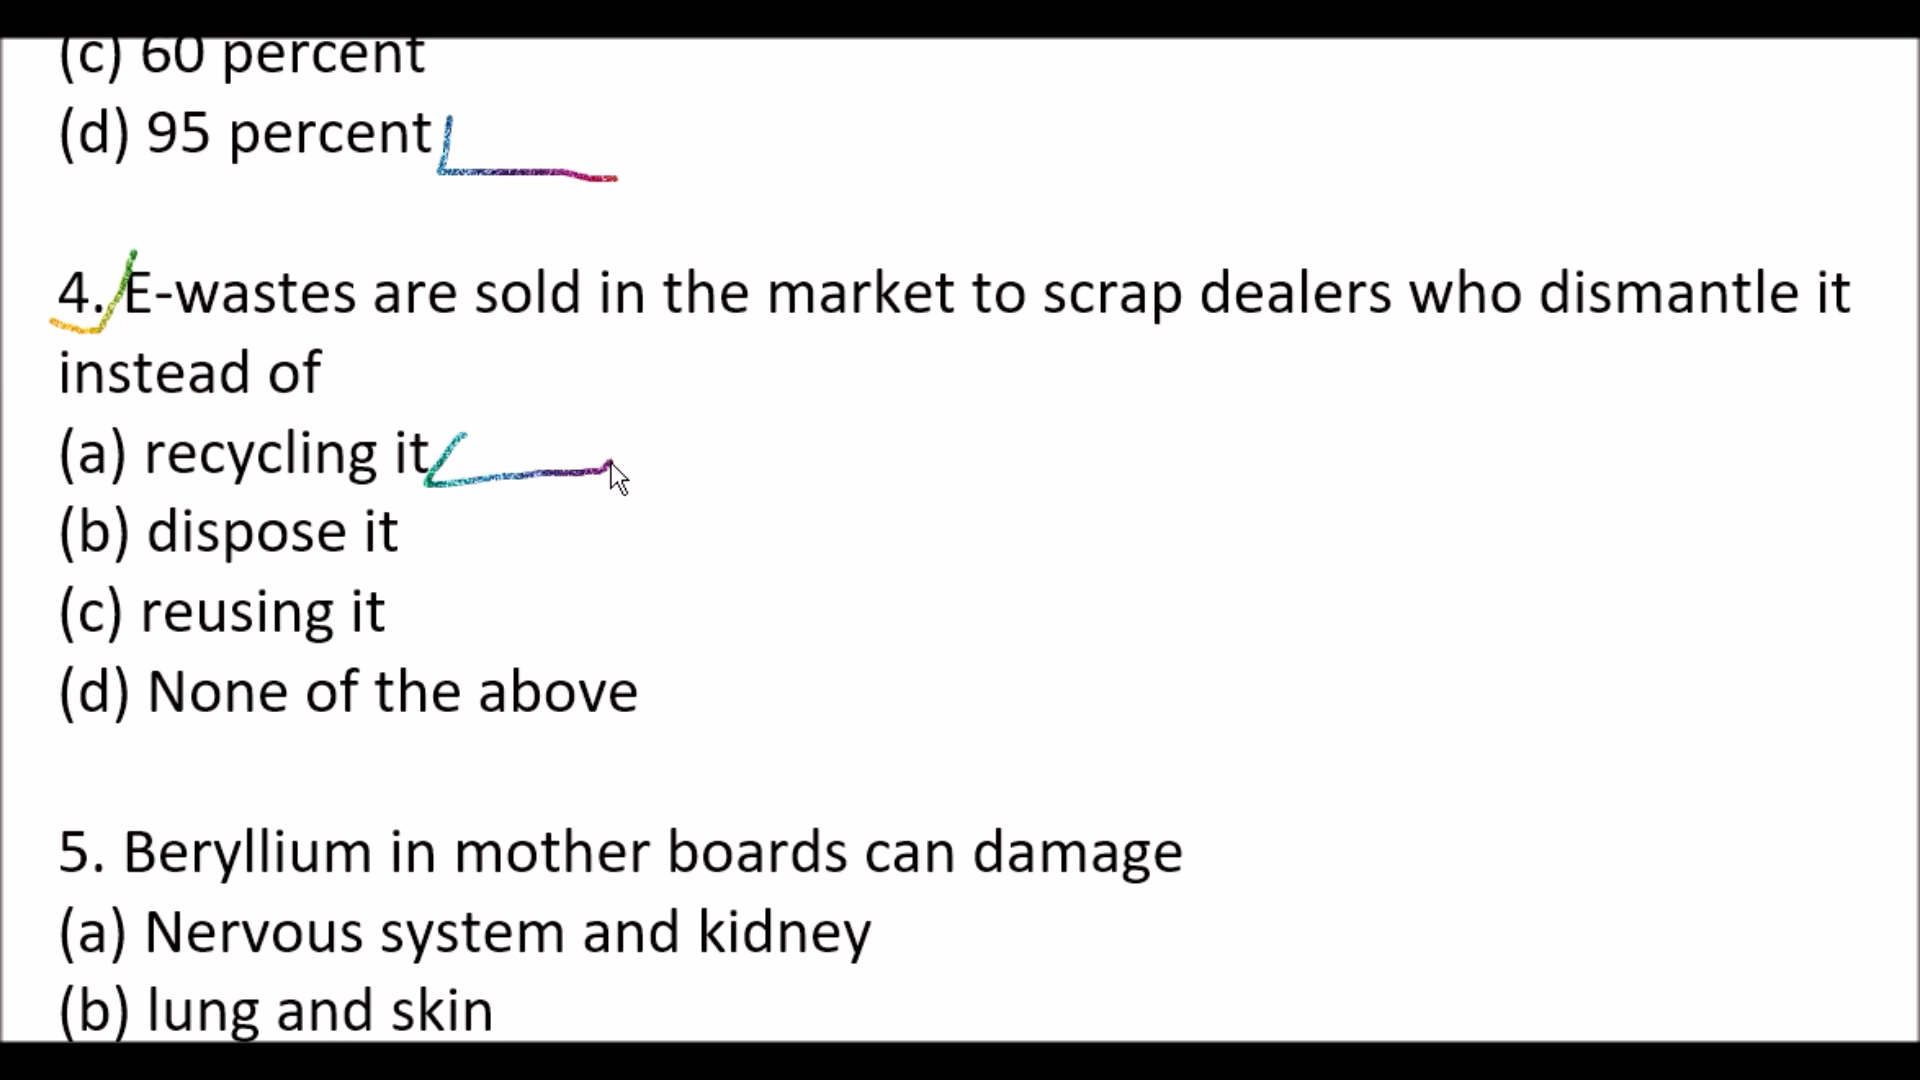 (c) 60 percent
(d) 95 percent
4. E-wastes are sold in the market to scrap dealers who dismantle it
instead of
(a) recycling it
(b) dispose it
(c) reusing it
(d) None of the above
5. Beryllium in mother boards can damage
(a) Nervous system and kidney
(b) lung and skin